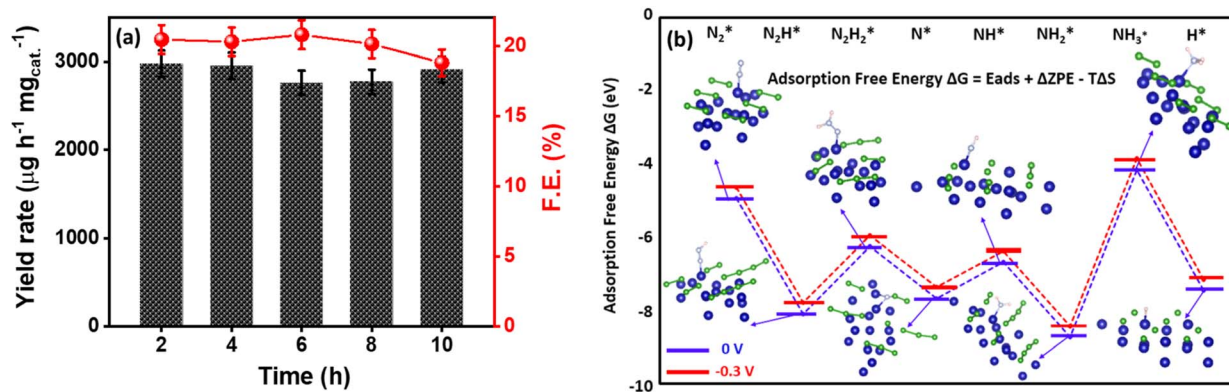 (a)
Yield rate (μg h⁻¹ mg_cat.⁻¹)
3000
2000
1000
0
2 4 6 8 10
Time (h)
20
15
10
5
0
F.E. (%)
(b)
N₂* N₂H* N₂H₂* N* NH* NH₂* NH₃* H*
Adsorption Free Energy ΔG = Eads + ΔZPE - TΔS
Adsorption Free Energy ΔG (eV)
0
-2
-4
-6
-8
-10
0 V
-0.3 V